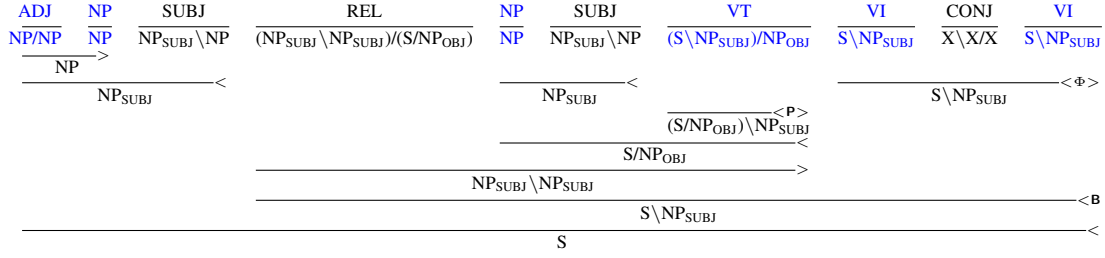 ADJ NP SUBJ REL NP SUBJ VT VI CONJ VI
NP/NP NP NP_SUBJ\NP (NP_SUBJ\NP_SUBJ)/(S/NP_OBJ) NP NP_SUBJ\NP (S\NP_SUBJ)/NP_OBJ S\NP_SUBJ X\X/X S\NP_SUBJ
>
NP
< < <Φ>
NP_SUBJ NP_SUBJ S\NP_SUBJ
<P>
(S/NP_OBJ)\NP_SUBJ
<
S/NP_OBJ
>
NP_SUBJ\NP_SUBJ
<B
S\NP_SUBJ
<
S